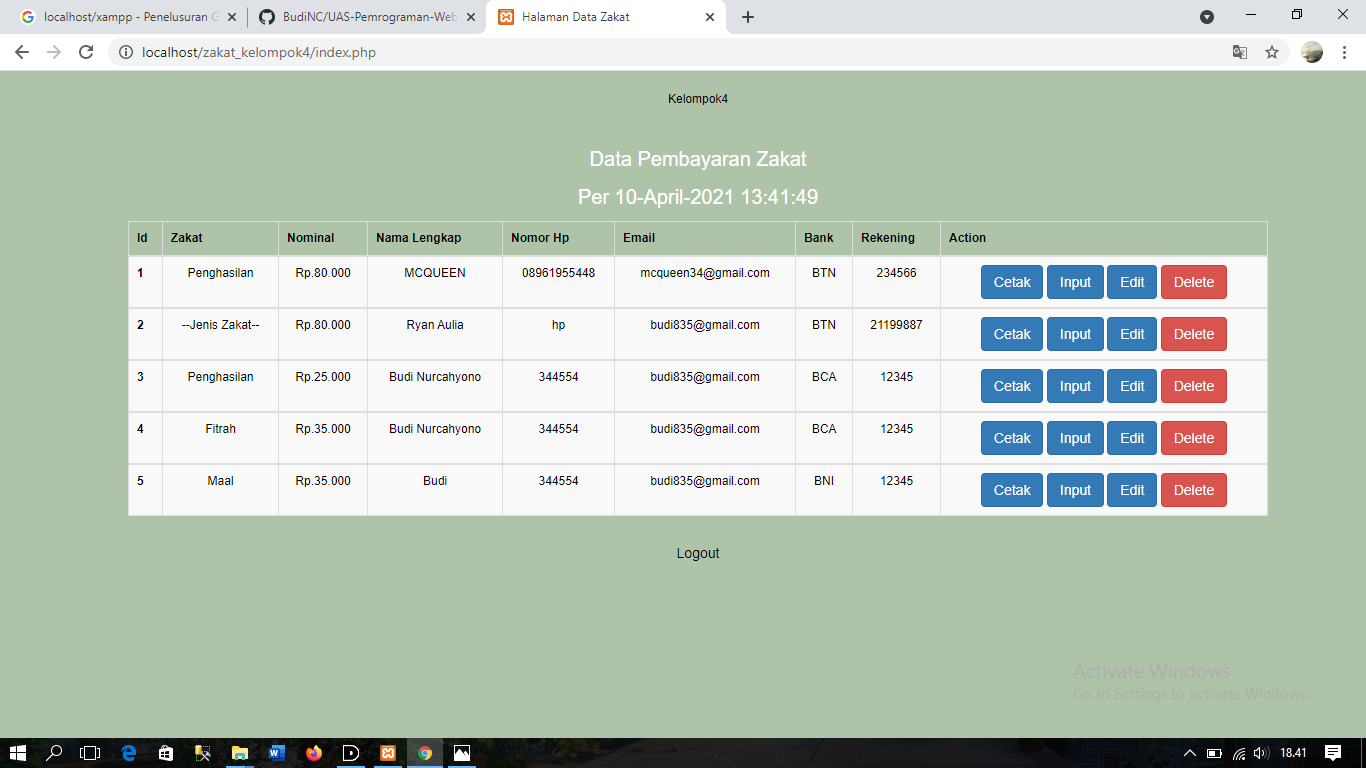 localhost/xampp - Penelusuran G
BudiNC/UAS-Pemrograman-Web
Halaman Data Zakat
localhost/zakat_kelompok4/index.php
Kelompok4
Data Pembayaran Zakat
Per 10-April-2021 13:41:49
Id Zakat Nominal Nama Lengkap Nomor Hp Email Bank Rekening Action
1 Penghasilan Rp.80.000 MCQUEEN 08961955448 mcqueen34@gmail.com BTN 234566 Cetak Input Edit Delete
2 --Jenis Zakat-- Rp.80.000 Ryan Aulia hp budi835@gmail.com BTN 21199887 Cetak Input Edit Delete
3 Penghasilan Rp.25.000 Budi Nurcahyono 344554 budi835@gmail.com BCA 12345 Cetak Input Edit Delete
4 Fitrah Rp.35.000 Budi Nurcahyono 344554 budi835@gmail.com BCA 12345 Cetak Input Edit Delete
5 Maal Rp.35.000 Budi 344554 budi835@gmail.com BNI 12345 Cetak Input Edit Delete
Logout
Activate Windows
Go to Settings to activate Windows.
18.41